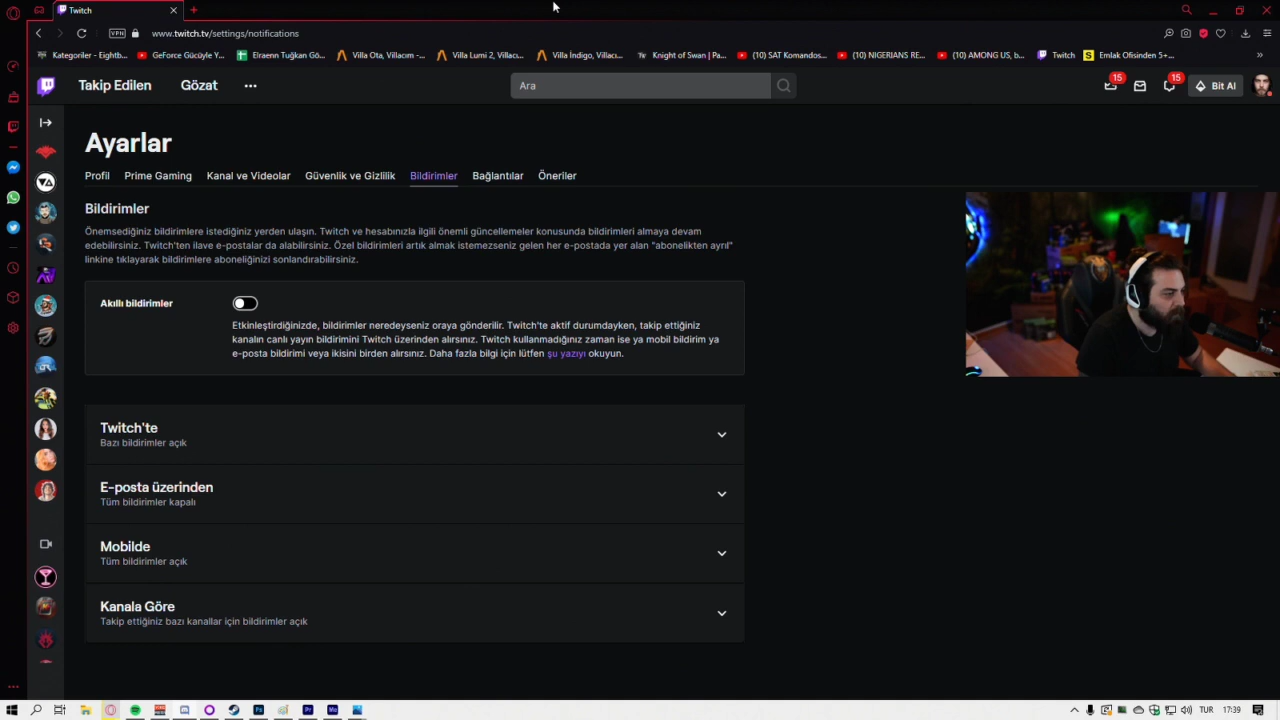 Twitch
VPN
www.twitch.tv/settings/notifications
Kategoriler - Eightb...
GeForce Gücüyle Y...
Elraenn Tuğkan Gö...
Villa Ota, Villacım -...
Villa Lumi 2, Villacı...
Villa İndigo, Villacı...
Knight of Swan | Pa...
(10) SAT Komandos...
(10) NIGERIANS RE...
(10) AMONG US, b...
Twitch
Emlak Ofisinden 5+...
Takip Edilen
Gözat
Ara
15
15
Bit Al
Ayarlar
Profil
Prime Gaming
Kanal ve Videolar
Güvenlik ve Gizlilik
Bildirimler
Bağlantılar
Öneriler
Bildirimler
Önemsediğiniz bildirimlere istediğiniz yerden ulaşın. Twitch ve hesabınızla ilgili önemli güncellemeler konusunda bildirimleri almaya devam
edebilirsiniz. Twitch'ten ilave e-postalar da alabilirsiniz. Özel bildirimleri artık almak istemezseniz gelen her e-postada yer alan "abonelikten ayrıl"
linkine tıklayarak bildirimlere aboneliğinizi sonlandırabilirsiniz.
Akıllı bildirimler
Etkinleştirdiğinizde, bildirimler neredeyseniz oraya gönderilir. Twitch'te aktif durumdayken, takip ettiğiniz
kanalın canlı yayın bildirimini Twitch üzerinden alırsınız. Twitch kullanmadığınız zaman ise ya mobil bildirim ya
e-posta bildirimi veya ikisini birden alırsınız. Daha fazla bilgi için lütfen şu yazıyı okuyun.
Twitch'te
Bazı bildirimler açık
E-posta üzerinden
Tüm bildirimler kapalı
Mobilde
Tüm bildirimler açık
Kanala Göre
Takip ettiğiniz bazı kanallar için bildirimler açık
TUR
17:39